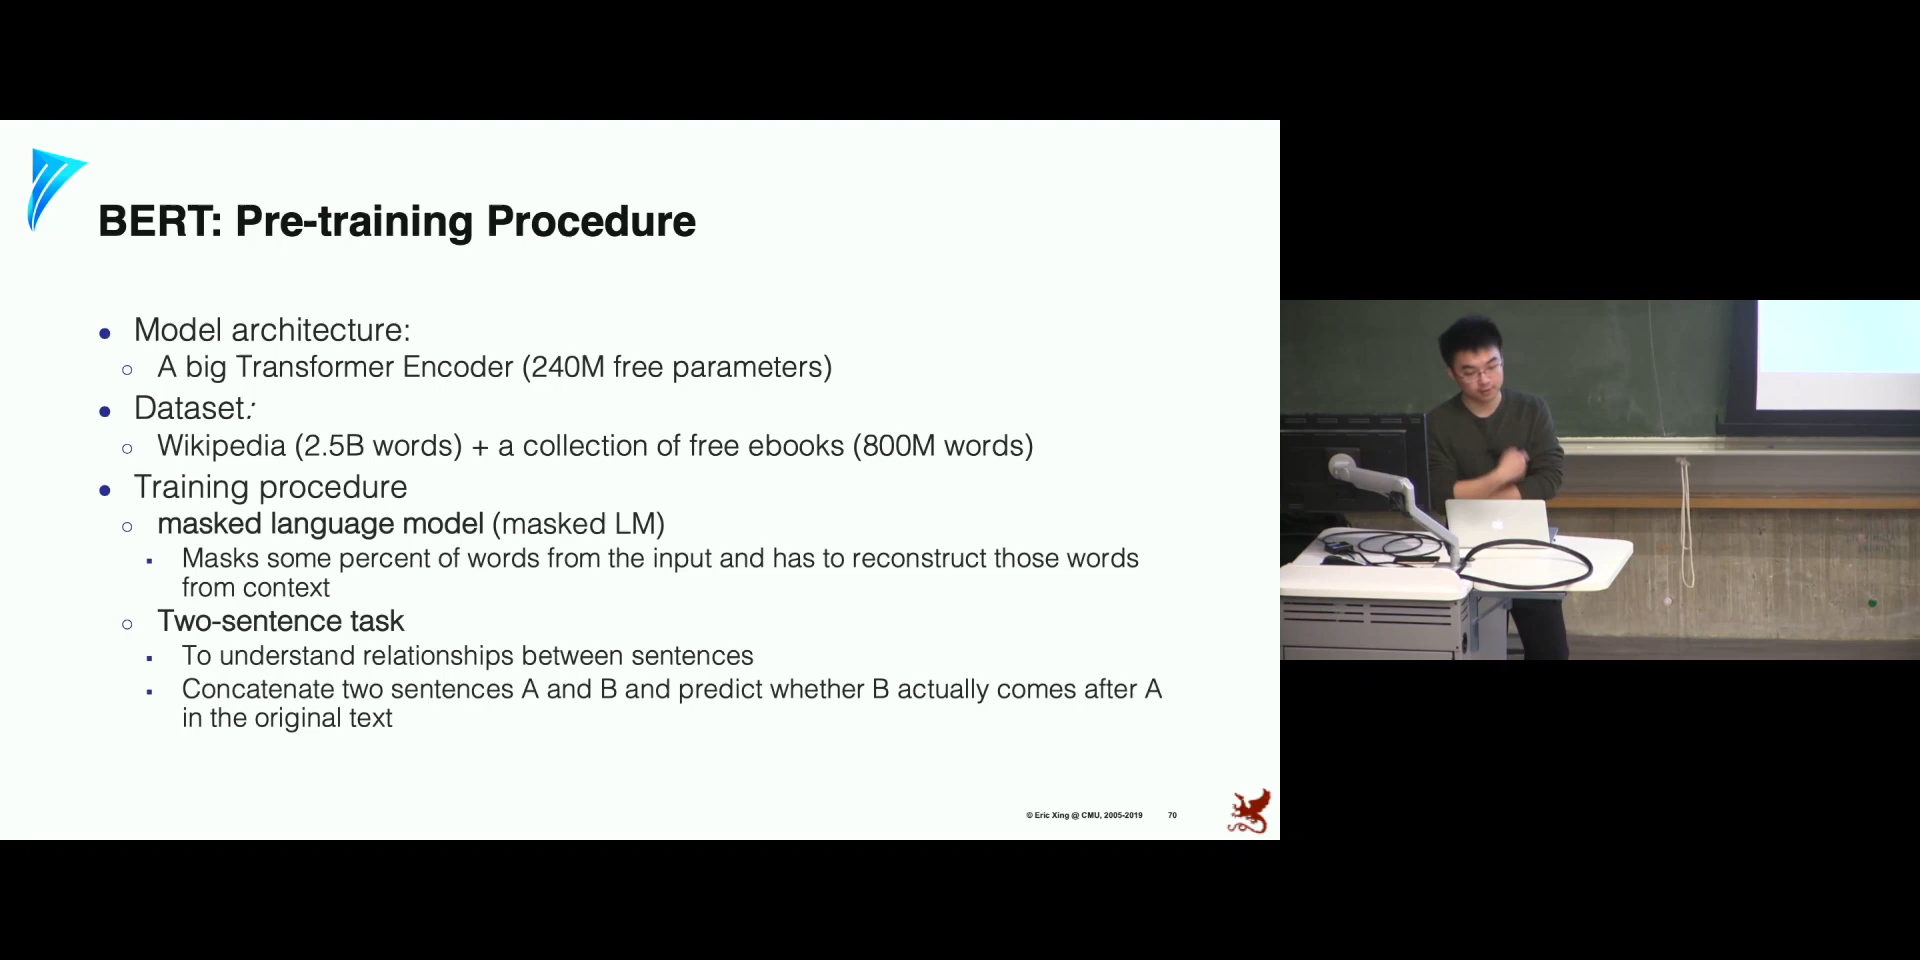 BERT: Pre-training Procedure
● Model architecture:
○ A big Transformer Encoder (240M free parameters)
● Dataset:
○ Wikipedia (2.5B words) + a collection of free ebooks (800M words)
● Training procedure
○ masked language model (masked LM)
▪ Masks some percent of words from the input and has to reconstruct those words
from context
○ Two-sentence task
▪ To understand relationships between sentences
▪ Concatenate two sentences A and B and predict whether B actually comes after A
in the original text
© Eric Xing @ CMU, 2005-2019 70